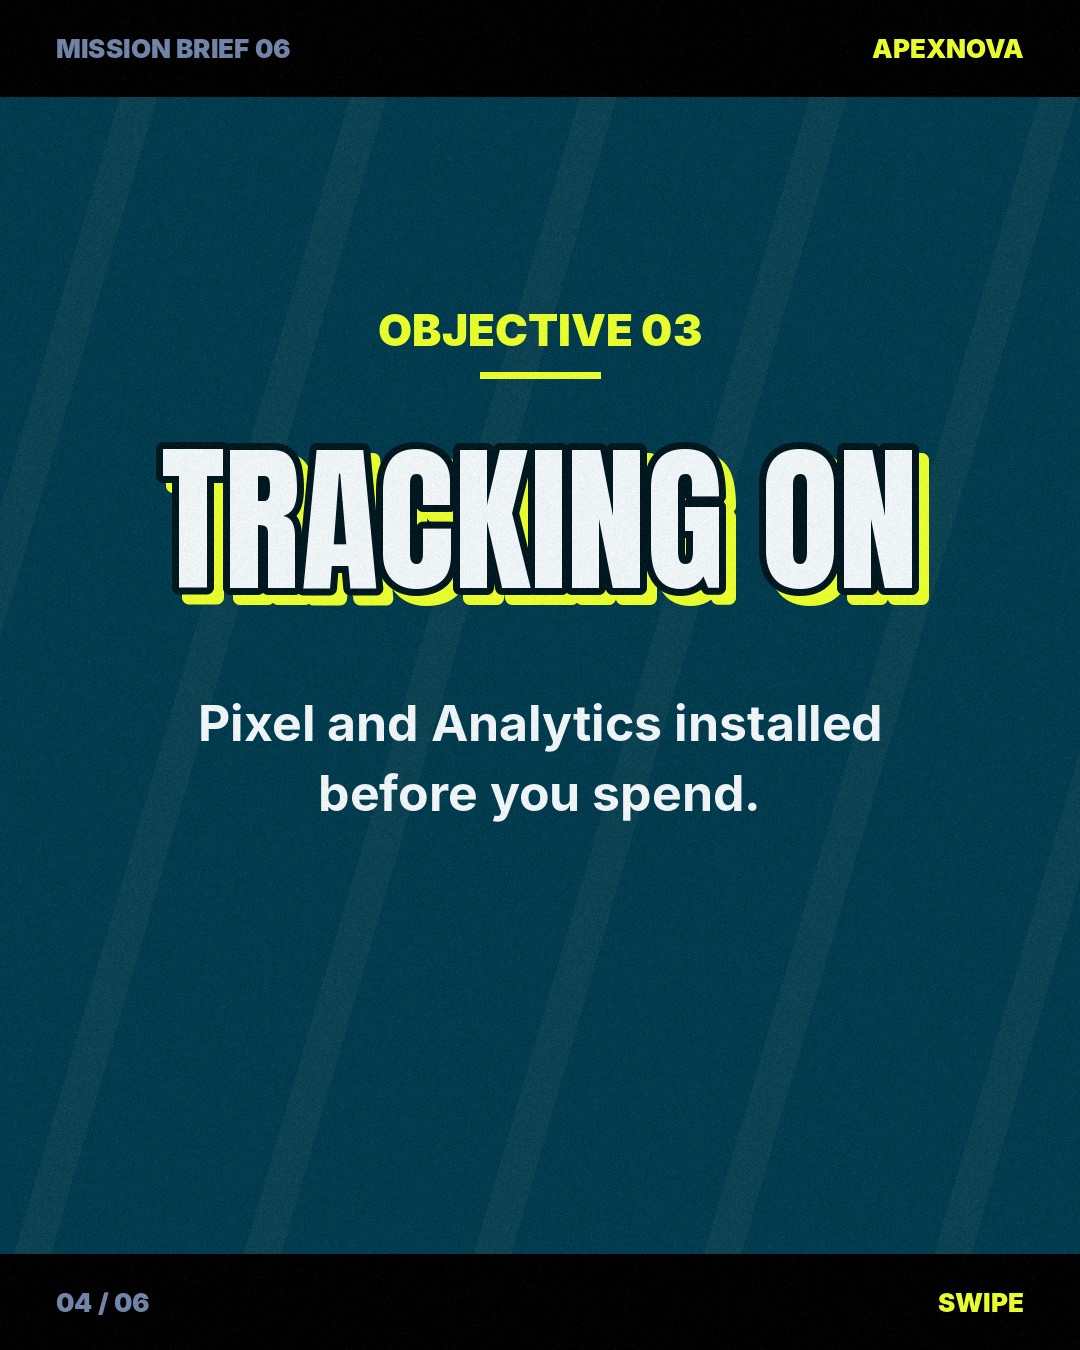 MISSION BRIEF 06
APEXNOVA
OBJECTIVE 03
TRACKING ON
Pixel and Analytics installed
before you spend.
04 / 06
SWIPE